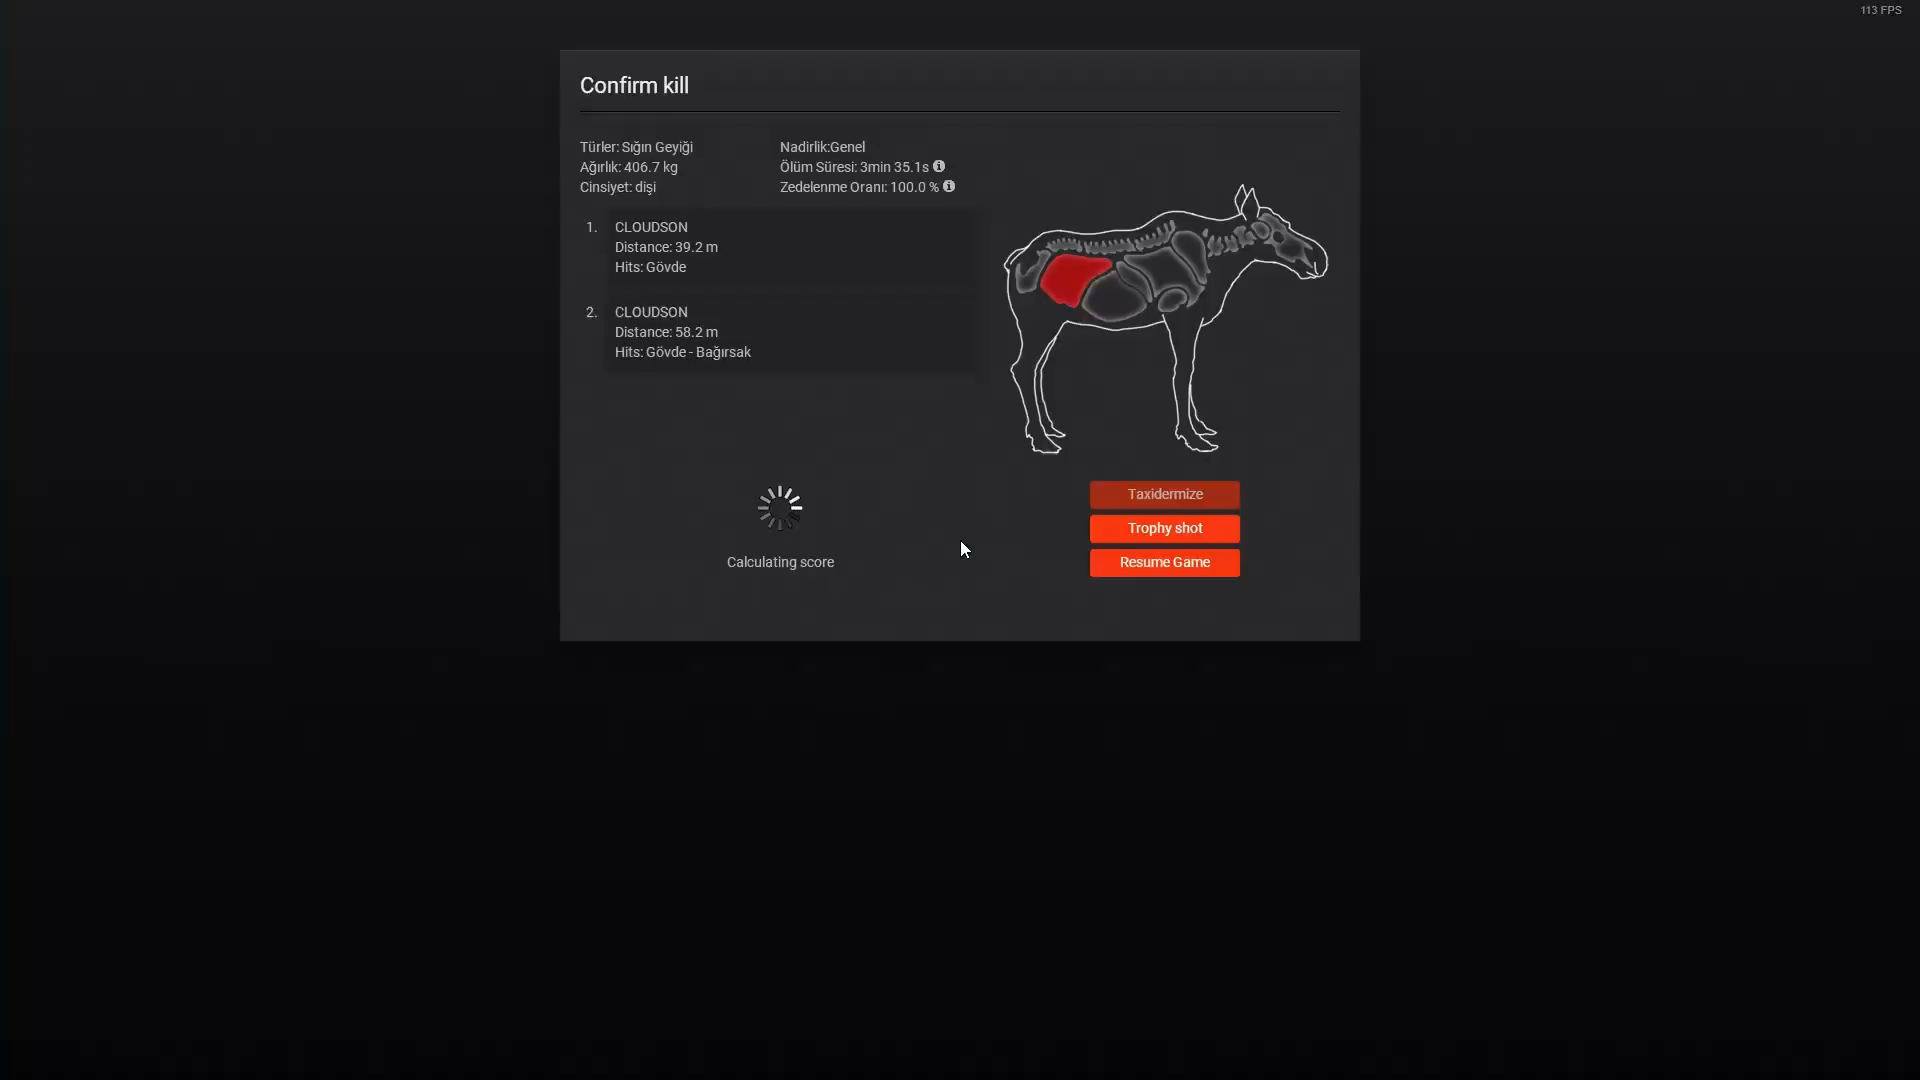 113 FPS
Confirm kill
Türler: Sığın Geyiği
Ağırlık: 406.7 kg
Cinsiyet: dişi
Nadirlik:Genel
Ölüm Süresi: 3min 35.1s
Zedelenme Oranı: 100.0 %
1. CLOUDSON
Distance: 39.2 m
Hits: Gövde
2. CLOUDSON
Distance: 58.2 m
Hits: Gövde - Bağırsak
Calculating score
Taxidermize
Trophy shot
Resume Game